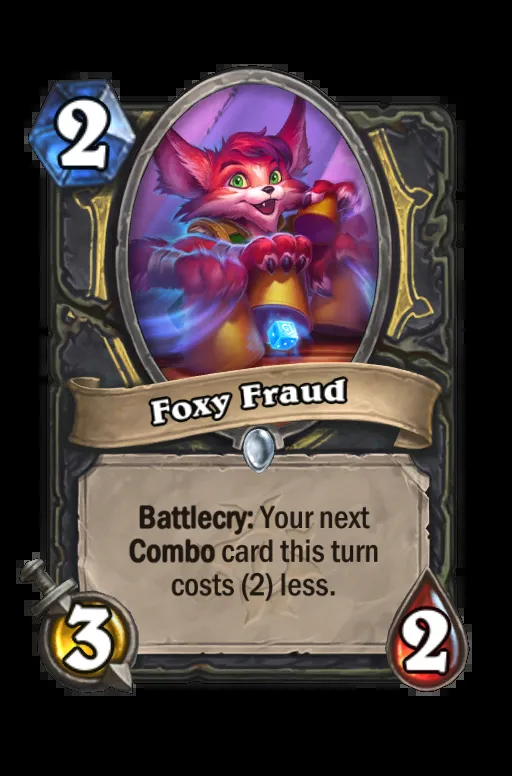 2
Foxy Fraud
Battlecry: Your next
Combo card this turn
costs (2) less.
3
2